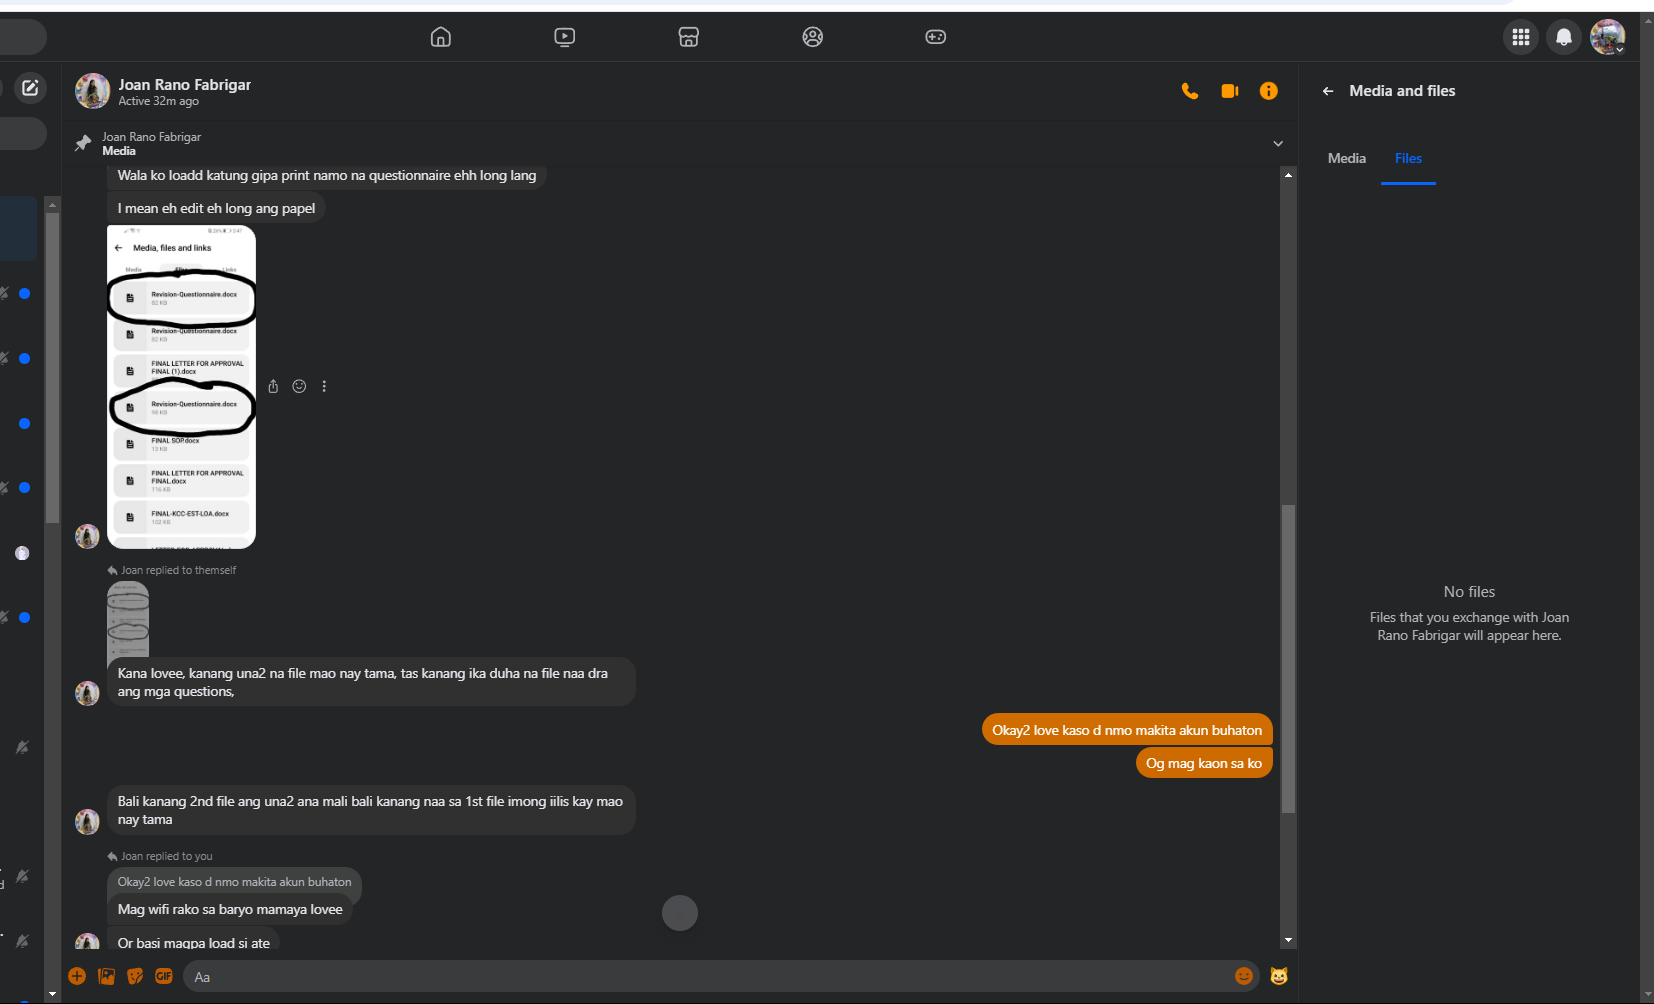 Joan Rano Fabrigar
Active 32m ago
Joan Rano Fabrigar
Media
Wala ko loadd katung gipa print namo na questionnaire ehh long lang
I mean eh edit eh long ang papel
Media, files and links
Media
Files
Links
Revision-Questionnaire.docx
82 KB
Revision-Questionnaire.docx
82 KB
FINAL LETTER FOR APPROVAL
FINAL (1).docx
Revision-Questionnaire.docx
98 KB
FINAL SOP.docx
13 KB
FINAL LETTER FOR APPROVAL
FINAL.docx
116 KB
FINAL-KCC-EST-LOA.docx
102 KB
Joan replied to themself
Kana lovee, kanang una2 na file mao nay tama, tas kanang ika duha na file naa dra
ang mga questions,
Okay2 love kaso d nmo makita akun buhaton
Og mag kaon sa ko
Bali kanang 2nd file ang una2 ana mali bali kanang naa sa 1st file imong iilis kay mao
nay tama
Joan replied to you
Okay2 love kaso d nmo makita akun buhaton
Mag wifi rako sa baryo mamaya lovee
Or basi magpa load si ate
GIF
Aa
Media and files
Media
Files
No files
Files that you exchange with Joan
Rano Fabrigar will appear here.